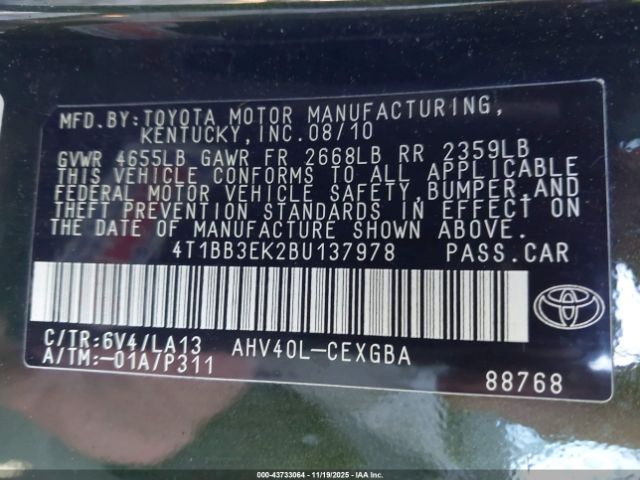 MFD.BY:TOYOTA MOTOR MANUFACTURING,
KENTUCKY,INC.08/10
GVWR 4655LB GAWR FR 2668LB RR 2359LB
THIS VEHICLE CONFORMS TO ALL APPLICABLE
FEDERAL MOTOR VEHICLE SAFETY,BUMPER,AND
THEFT PREVENTION STANDARDS IN EFFECT ON
THE DATE OF MANUFACTURE SHOWN ABOVE.
4T1BB3EK2BU137978 PASS.CAR
C/TR:6V4/LA13 AHV40L-CEXGBA
A/TM:-01A/P311
88768
TOYOTA
000-43733064 - 11/19/2025 - IAAI.COM